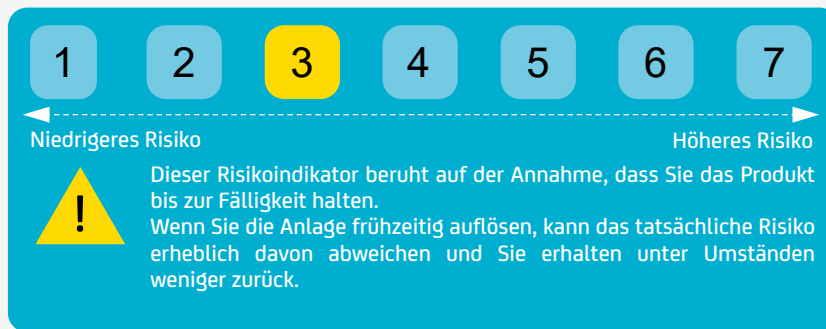 1 2 3 4 5 6 7
Niedrigeres Risiko Höheres Risiko
!
Dieser Risikoindikator beruht auf der Annahme, dass Sie das Produkt
bis zur Fälligkeit halten.
Wenn Sie die Anlage frühzeitig auflösen, kann das tatsächliche Risiko
erheblich davon abweichen und Sie erhalten unter Umständen
weniger zurück.